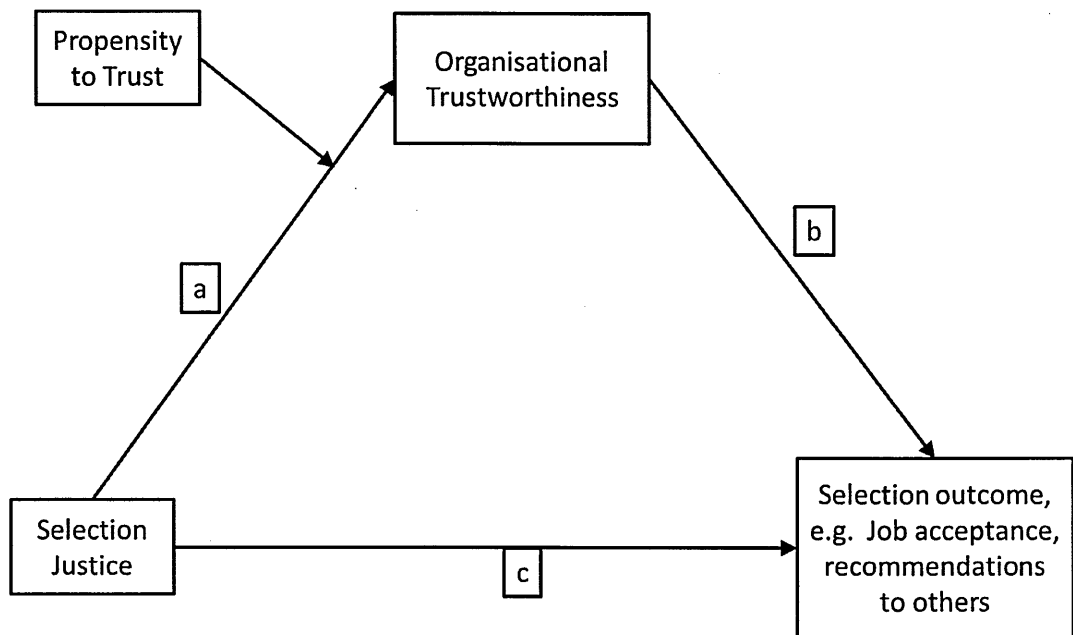 Propensity
to Trust
Organisational
Trustworthiness
b
a
Selection
Justice
c
Selection outcome,
e.g. Job acceptance,
recommendations
to others